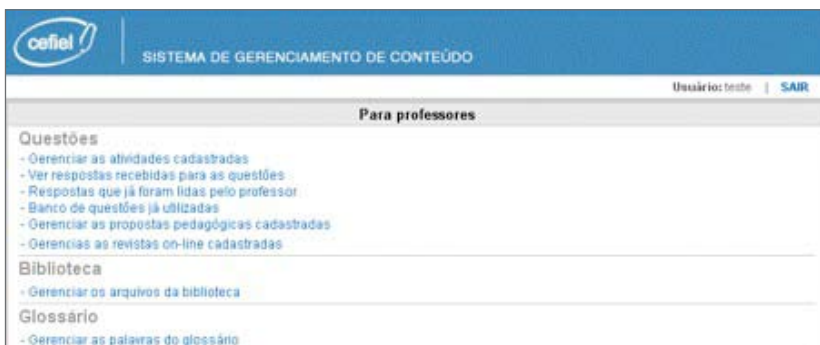 cefiel
SISTEMA DE GERENCIAMENTO DE CONTEÚDO
Usuário: teste | SAIR
Para professores
Questões
- Gerenciar as atividades cadastradas
- Ver respostas recebidas para as questões
- Respostas que já foram lidas pelo professor
- Banco de questões já utilizadas
- Gerenciar as propostas pedagógicas cadastradas
- Gerencias as revistas on-line cadastradas
Biblioteca
- Gerenciar os arquivos da biblioteca
Glossário
- Gerenciar as palavras do glossário